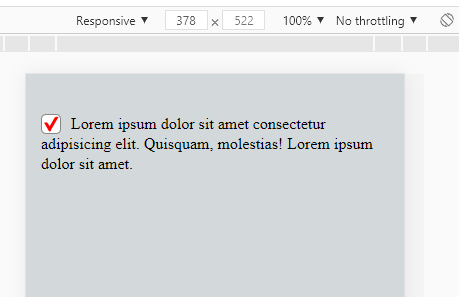 Responsive ▼ 378 × 522 100% ▼ No throttling ▼
Lorem ipsum dolor sit amet consectetur
adipisicing elit. Quisquam, molestias! Lorem ipsum
dolor sit amet.